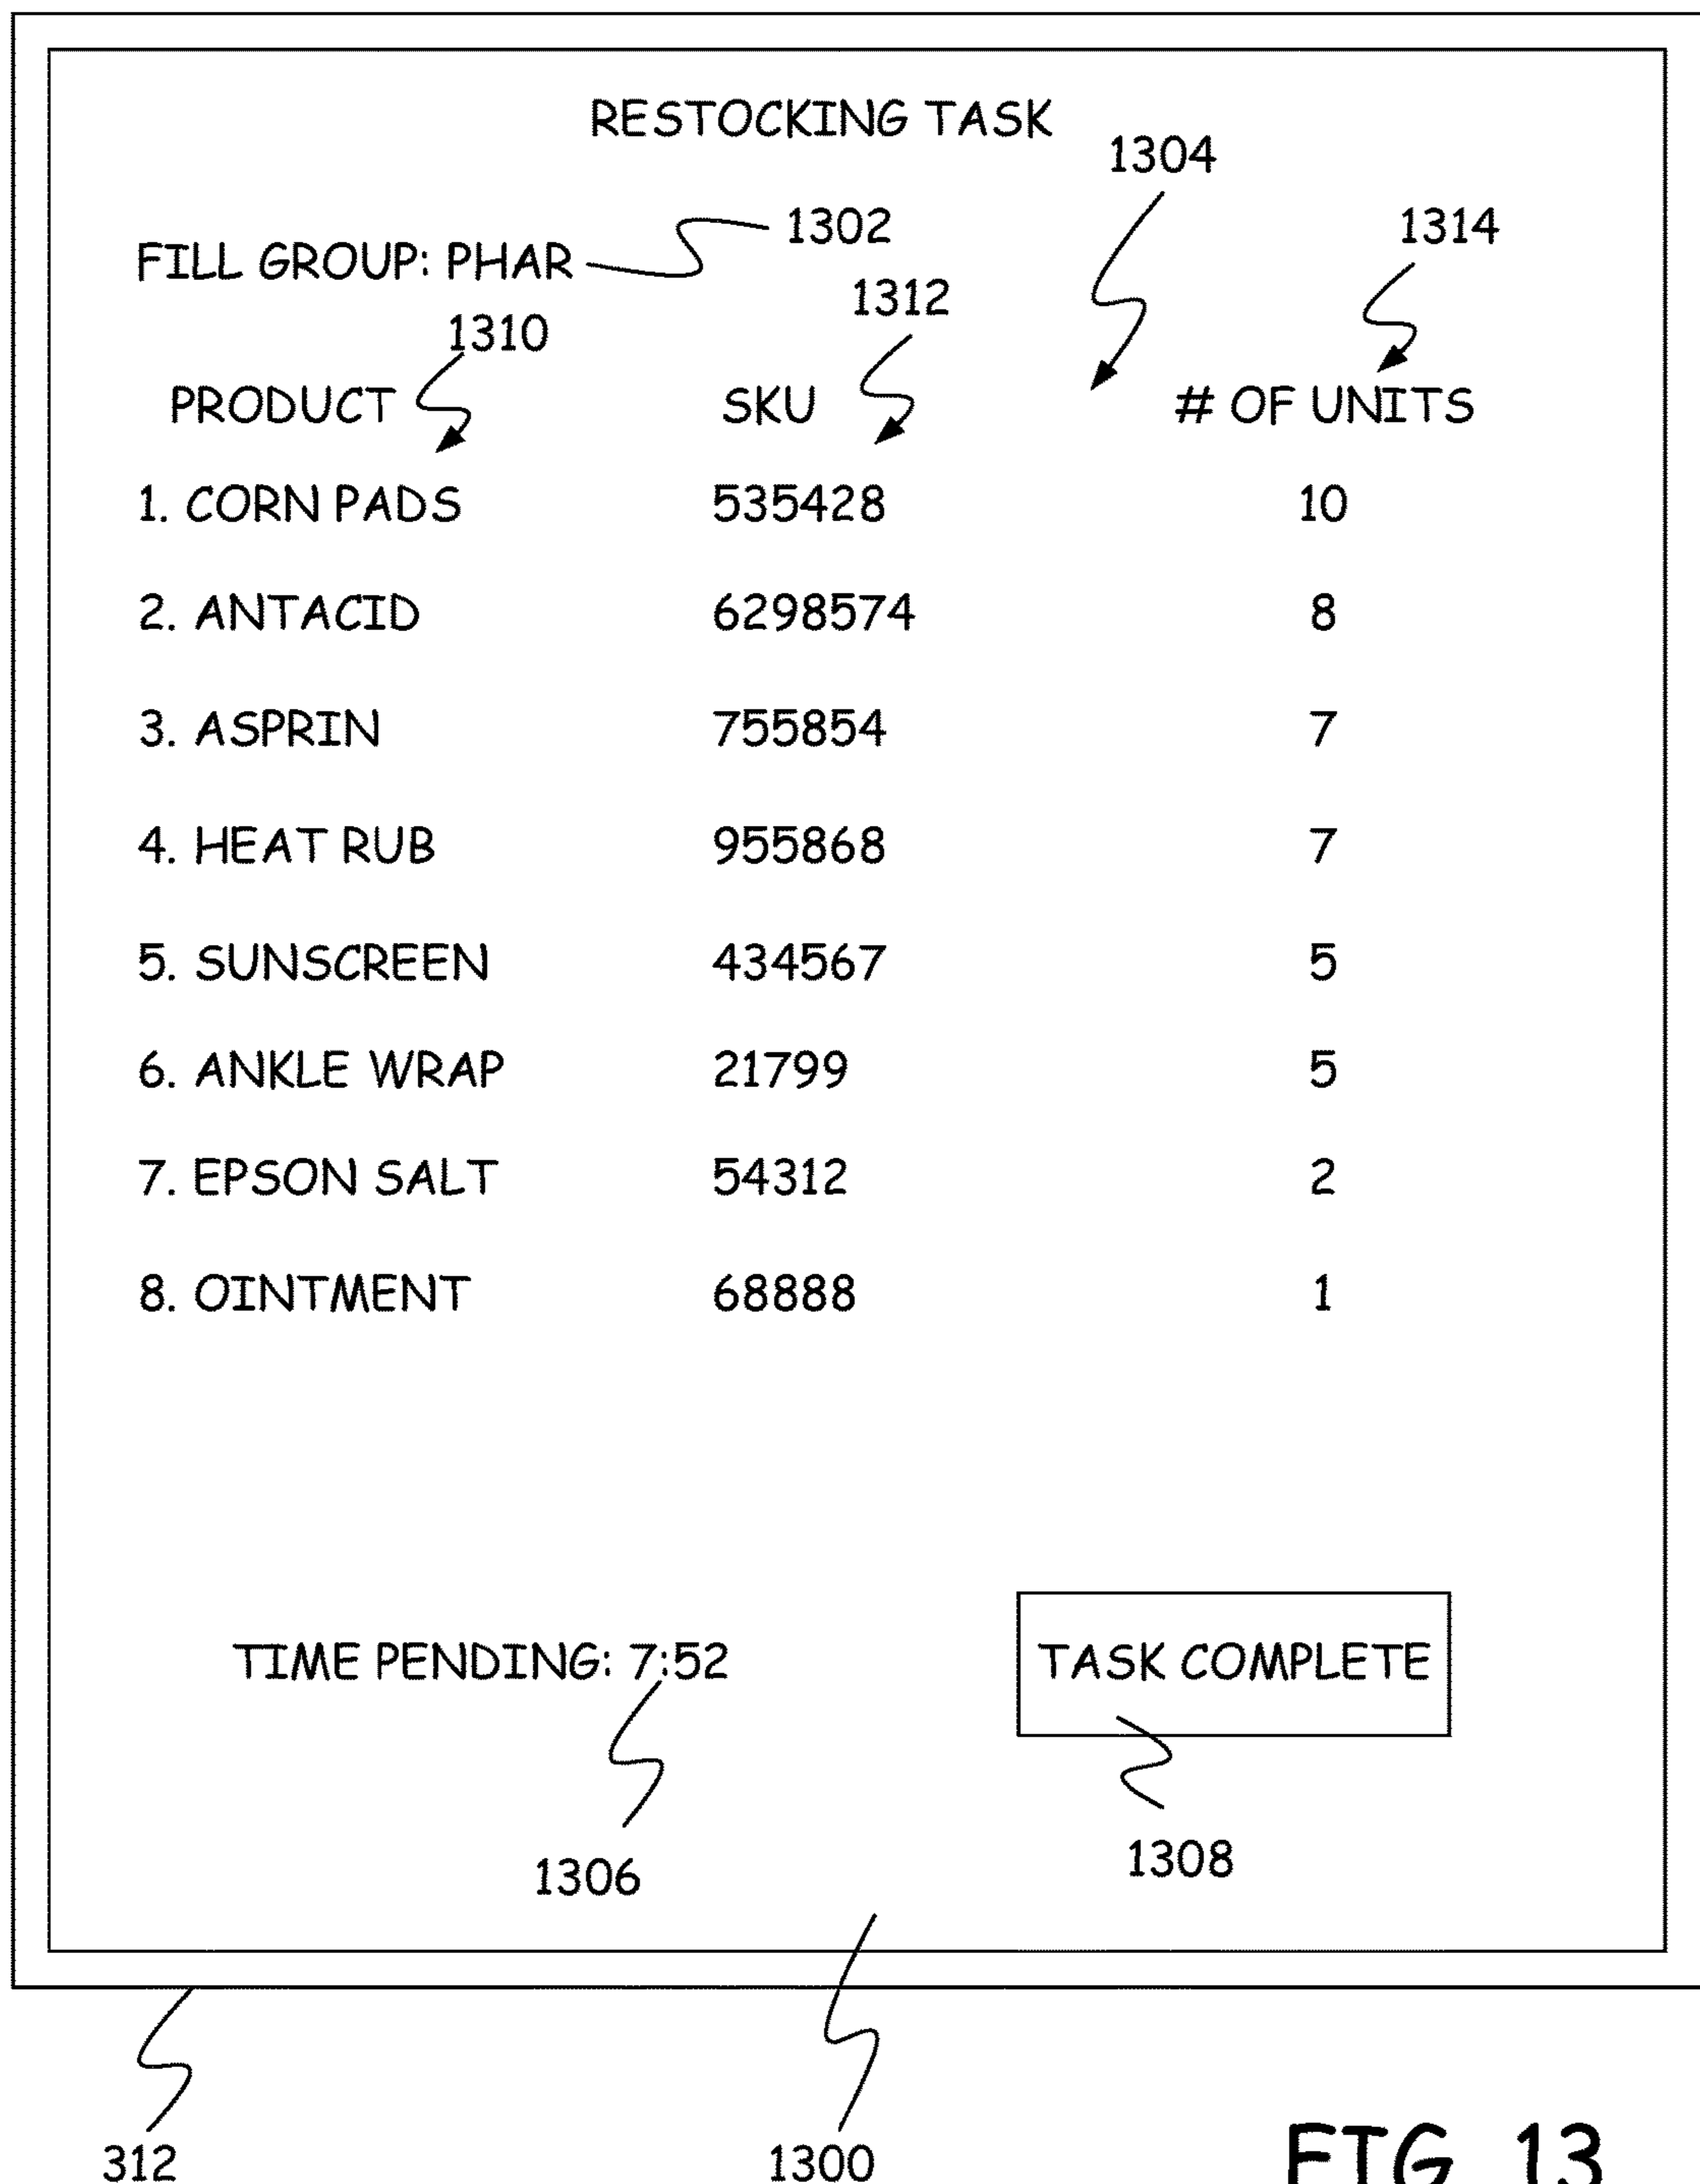 RESTOCKING TASK
1304
FILL GROUP: PHAR
1302
1314
1312
1310
PRODUCT SKU # OF UNITS
1. CORN PADS 535428 10
2. ANTACID 6298574 8
3. ASPRIN 755854 7
4. HEAT RUB 955868 7
5. SUNSCREEN 434567 5
6. ANKLE WRAP 21799 5
7. EPSON SALT 54312 2
8. OINTMENT 68888 1
TIME PENDING: 7:52 TASK COMPLETE
1306 1308
312 1300
FIG. 13